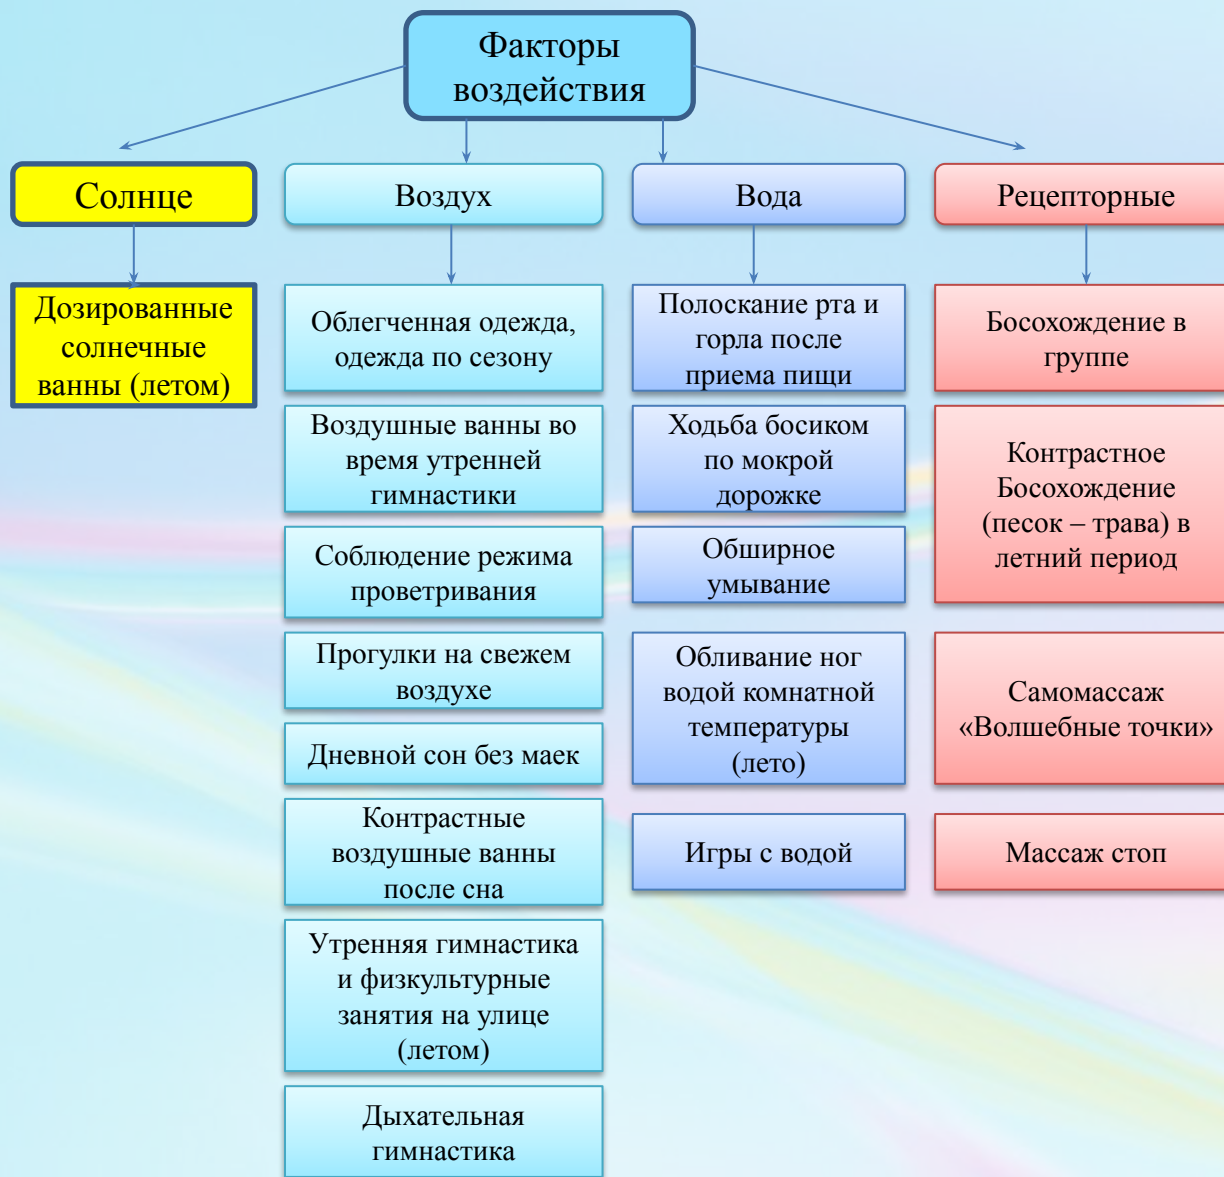 Факторы
воздействия
Солнце
Дозированные
солнечные
ванны (летом)
Воздух
Облегченная одежда,
одежда по сезону
Воздушные ванны во
время утренней
гимнастики
Соблюдение режима
проветривания
Прогулки на свежем
воздухе
Дневной сон без маек
Контрастные
воздушные ванны
после сна
Утренняя гимнастика
и физкультурные
занятия на улице
(летом)
Дыхательная
гимнастика
Вода
Полоскание рта и
горла после
приема пищи
Ходьба босиком
по мокрой
дорожке
Обширное
умывание
Обливание ног
водой комнатной
температуры
(лето)
Игры с водой
Рецепторные
Босохождение в
группе
Контрастное
Босохождение
(песок – трава) в
летний период
Самомассаж
«Волшебные точки»
Массаж стоп